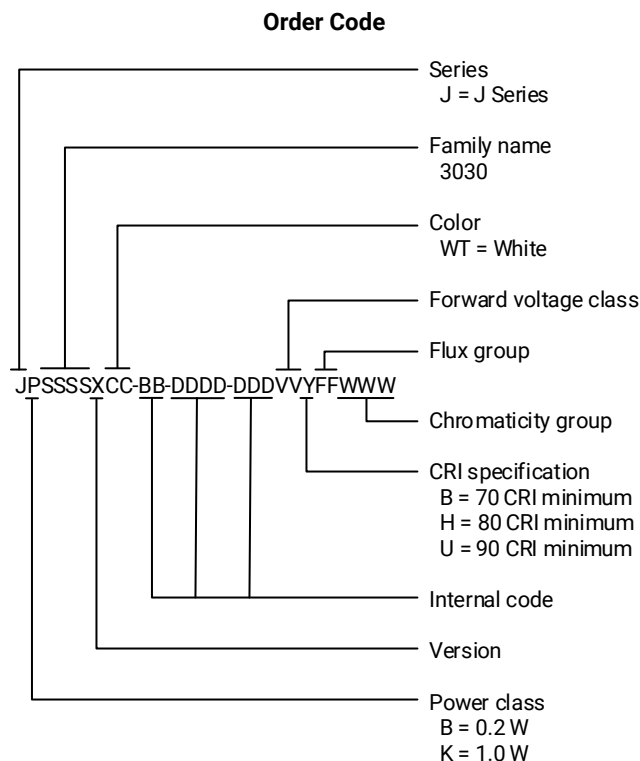 Order Code
Series
J = J Series
Family name
3030
Color
WT = White
Forward voltage class
Flux group
JPSSSSXCC-BB-DDDD-DDDVVYFFWWW
Chromaticity group
CRI specification
B = 70 CRI minimum
H = 80 CRI minimum
U = 90 CRI minimum
Internal code
Version
Power class
B = 0.2 W
K = 1.0 W